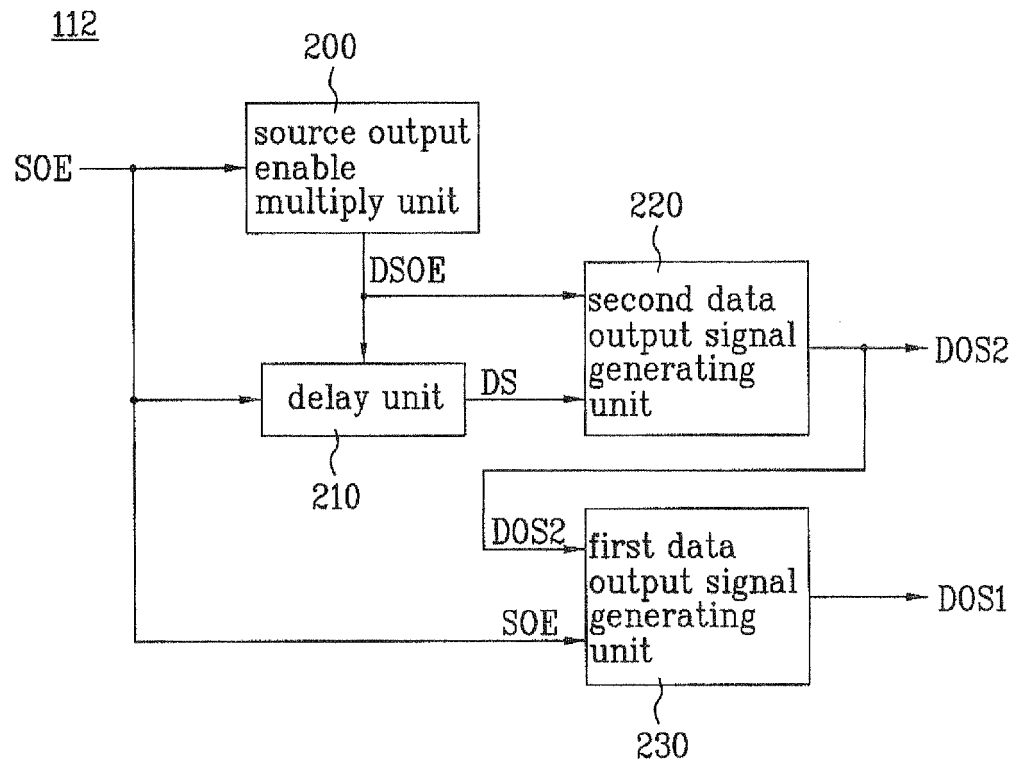 112
200
source output
enable
multiply unit
SOE
220
DSOE
second data
output signal
generating
unit
DOS2
delay unit
DS
210
DOS2
first data
output signal
generating
unit
DOS1
SOE
230